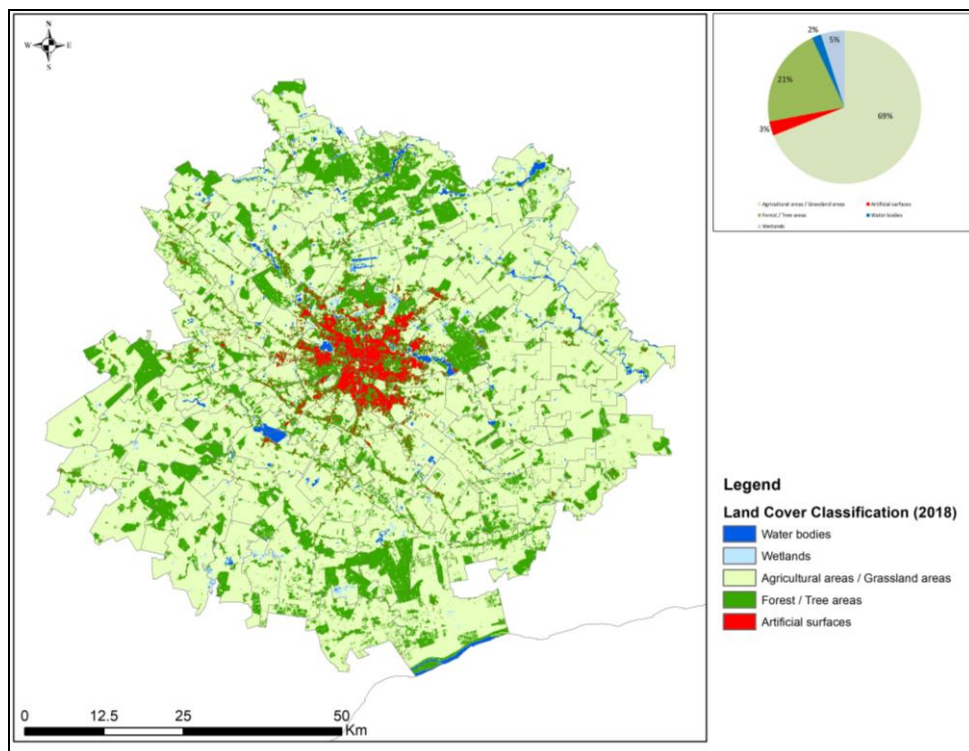 N
W E
S
2%
5%
21%
3%
69%
Agricultural areas / Grassland areas Artificial surfaces
Forest / Tree areas Water bodies
Wetlands
Legend
Land Cover Classification (2018)
Water bodies
Wetlands
Agricultural areas / Grassland areas
Forest / Tree areas
Artificial surfaces
0 12.5 25 50
Km